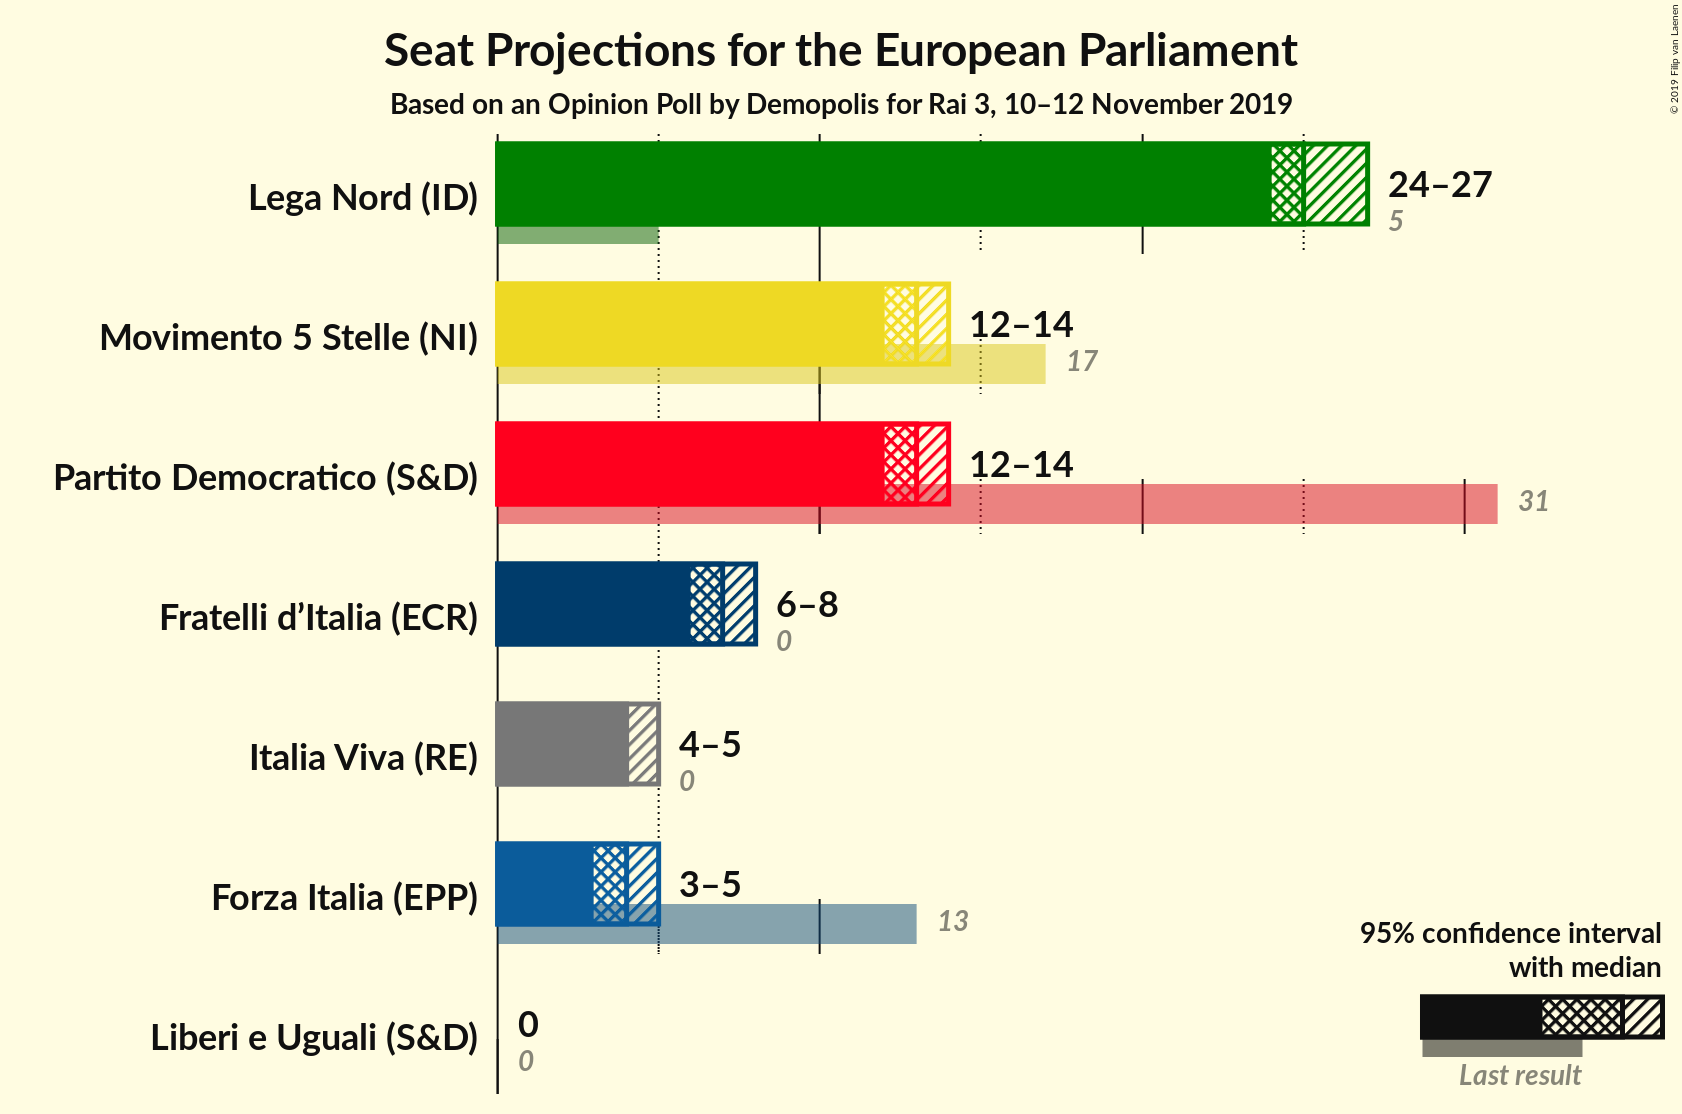 Seat Projections for the European Parliament
Based on an Opinion Poll by Demopolis for Rai 3, 10–12 November 2019
© 2019 Filip van Laenen
Lega Nord (ID)
24–27
5
Movimento 5 Stelle (NI)
12–14
17
Partito Democratico (S&D)
12–14
31
Fratelli d’Italia (ECR)
6–8
0
Italia Viva (RE)
4–5
0
Forza Italia (EPP)
3–5
13
Liberi e Uguali (S&D)
0
0
95% confidence interval
with median
Last result